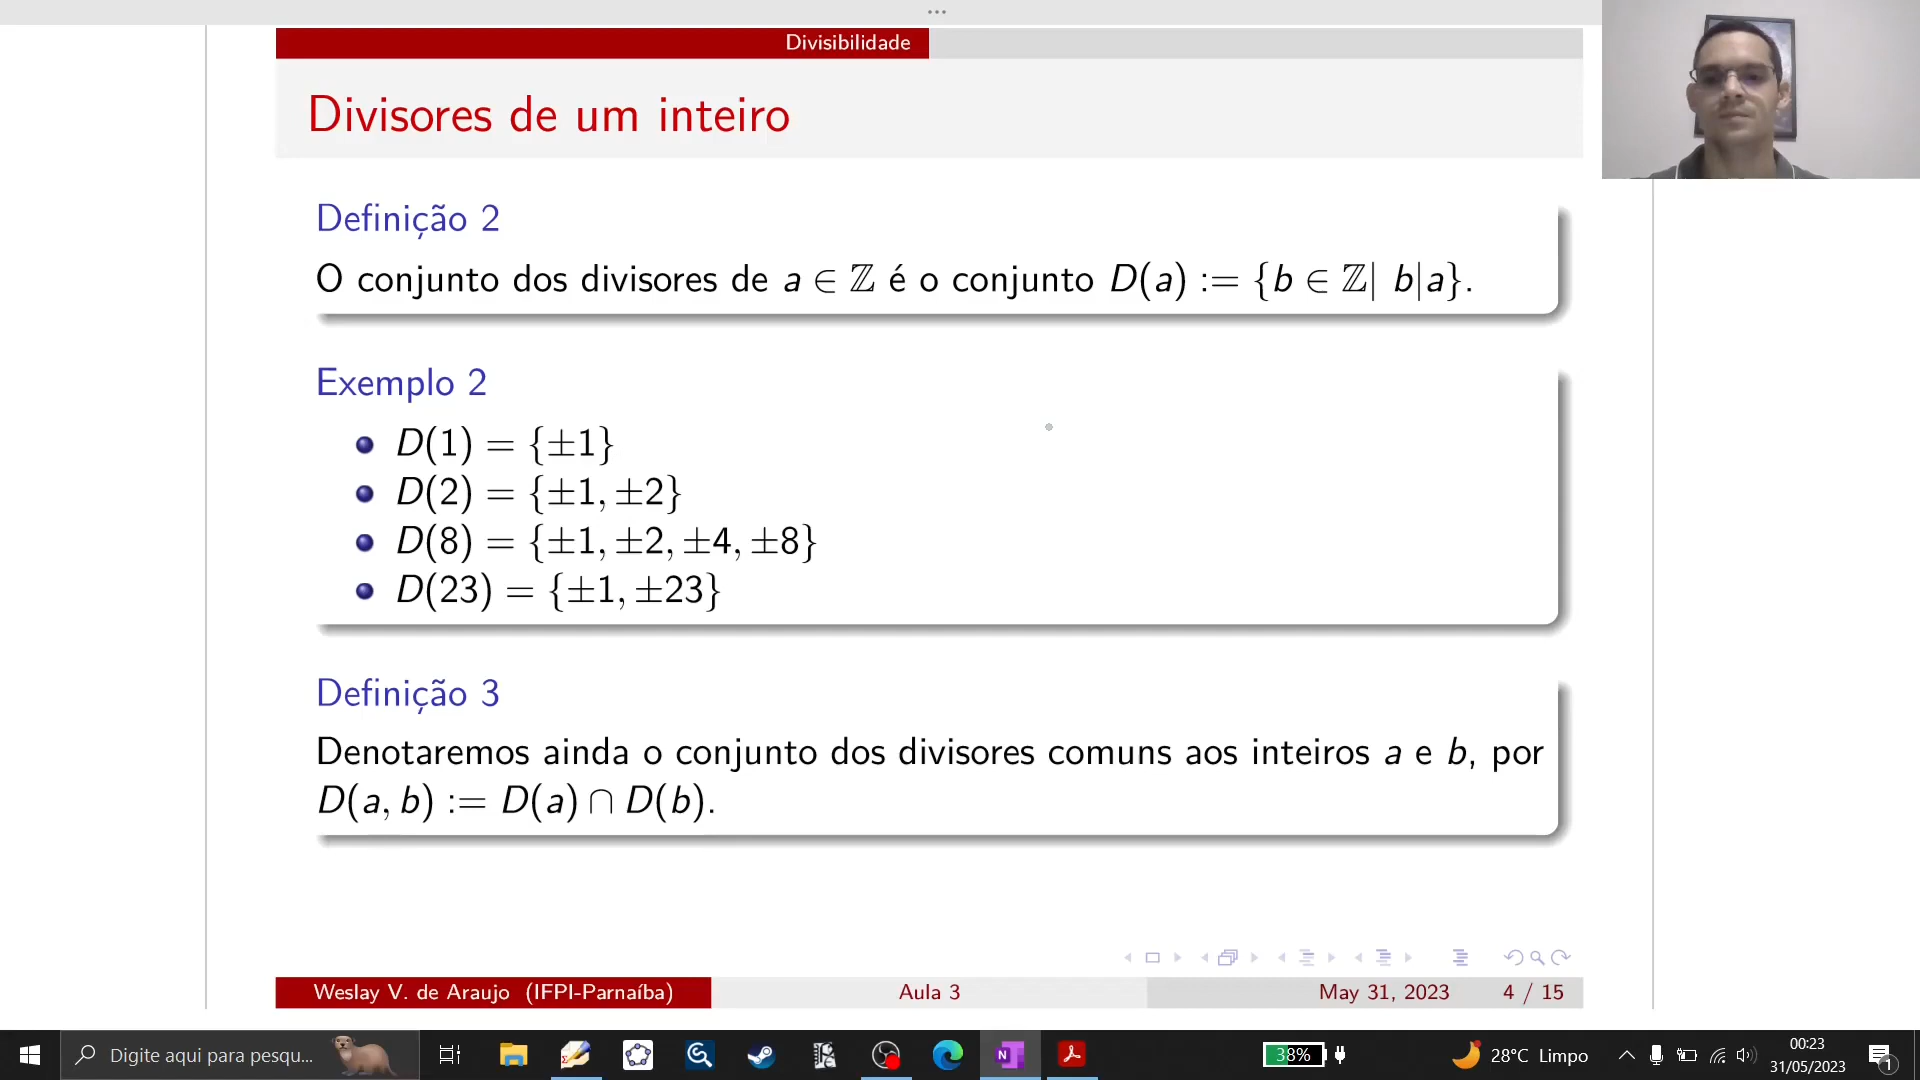 Divisibilidade
Divisores de um inteiro
Definição 2
O conjunto dos divisores de a ∈ ℤ é o conjunto D(a) := {b ∈ ℤ| b|a}.
Exemplo 2
D(1) = {±1}
D(2) = {±1, ±2}
D(8) = {±1, ±2, ±4, ±8}
D(23) = {±1, ±23}
Definição 3
Denotaremos ainda o conjunto dos divisores comuns aos inteiros a e b, por
D(a, b) := D(a) ∩ D(b).
Weslay V. de Araujo (IFPI-Parnaíba) Aula 3 May 31, 2023 4 / 15
Digite aqui para pesqu... 38% 28°C Limpo 00:23
31/05/2023 1